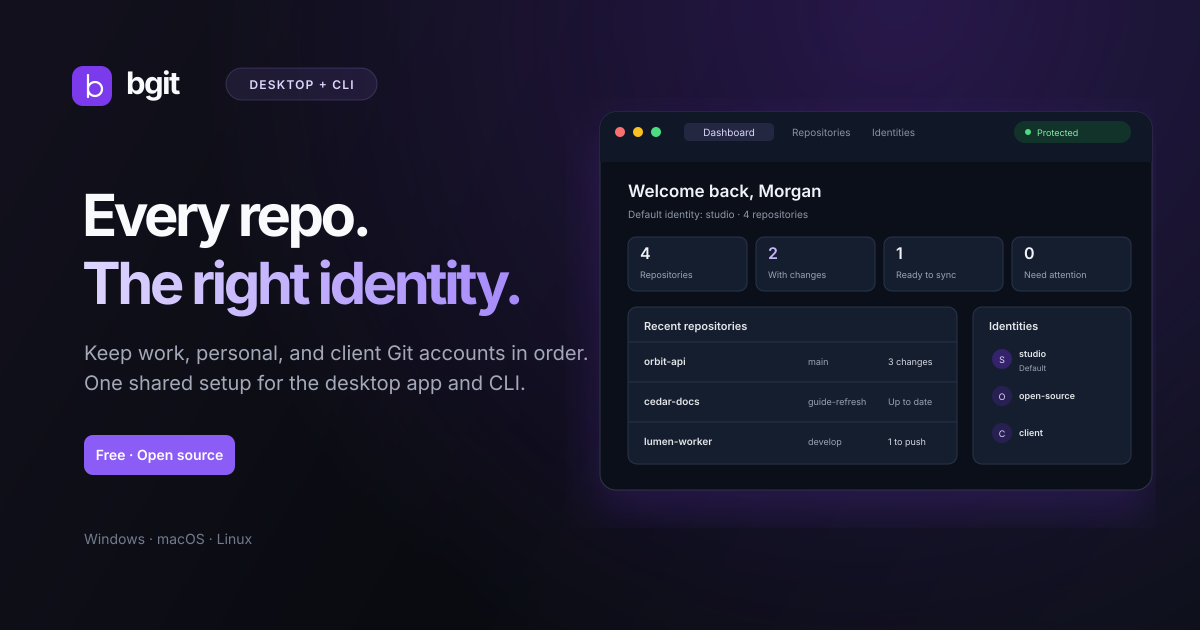 b bgit DESKTOP + CLI
Every repo.
The right identity.
Keep work, personal, and client Git accounts in order.
One shared setup for the desktop app and CLI.
Free · Open source
Windows · macOS · Linux
Dashboard Repositories Identities Protected
Welcome back, Morgan
Default identity: studio · 4 repositories
4 2 1 0
Repositories With changes Ready to sync Need attention
Recent repositories
orbit-api main 3 changes
cedar-docs guide-refresh Up to date
lumen-worker develop 1 to push
Identities
S studio
Default
O open-source
C client